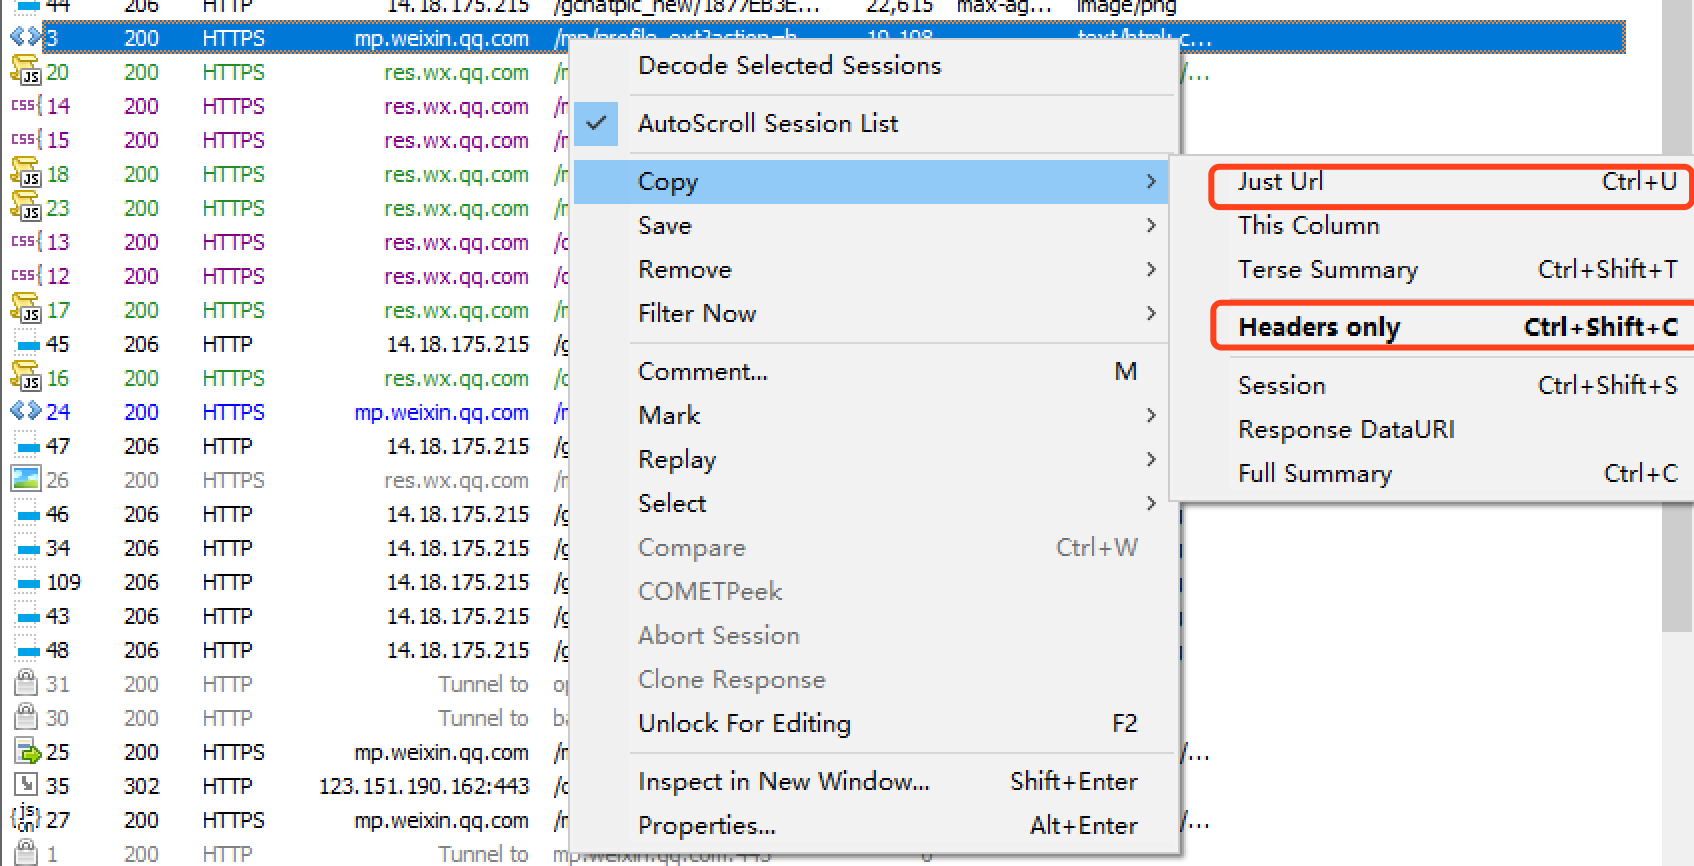 44 206 HTTP 14.18.175.215 /gchatpic_new/1877EB3E... 22,615 max-ag... image/png
3 200 HTTPS mp.weixin.qq.com /mp/profile_ext?action=h... 10,108 text/html; c...
20 200 HTTPS res.wx.qq.com
14 200 HTTPS res.wx.qq.com
15 200 HTTPS res.wx.qq.com
18 200 HTTPS res.wx.qq.com
23 200 HTTPS res.wx.qq.com
13 200 HTTPS res.wx.qq.com
12 200 HTTPS res.wx.qq.com
17 200 HTTPS res.wx.qq.com
45 206 HTTP 14.18.175.215
16 200 HTTPS res.wx.qq.com
24 200 HTTPS mp.weixin.qq.com
47 206 HTTP 14.18.175.215
26 200 HTTPS res.wx.qq.com
46 206 HTTP 14.18.175.215
34 206 HTTP 14.18.175.215
109 206 HTTP 14.18.175.215
43 206 HTTP 14.18.175.215
48 206 HTTP 14.18.175.215
31 200 HTTP Tunnel to
30 200 HTTP Tunnel to
25 200 HTTPS mp.weixin.qq.com
35 302 HTTP 123.151.190.162:443
27 200 HTTPS mp.weixin.qq.com
1 200 HTTP Tunnel to mp.weixin.qq.com:443 0
Decode Selected Sessions
AutoScroll Session List
Copy
Save
Remove
Filter Now
Comment... M
Mark
Replay
Select
Compare Ctrl+W
COMETPeek
Abort Session
Clone Response
Unlock For Editing F2
Inspect in New Window... Shift+Enter
Properties... Alt+Enter
Just Url Ctrl+U
This Column
Terse Summary Ctrl+Shift+T
Headers only Ctrl+Shift+C
Session Ctrl+Shift+S
Response DataURI
Full Summary Ctrl+C